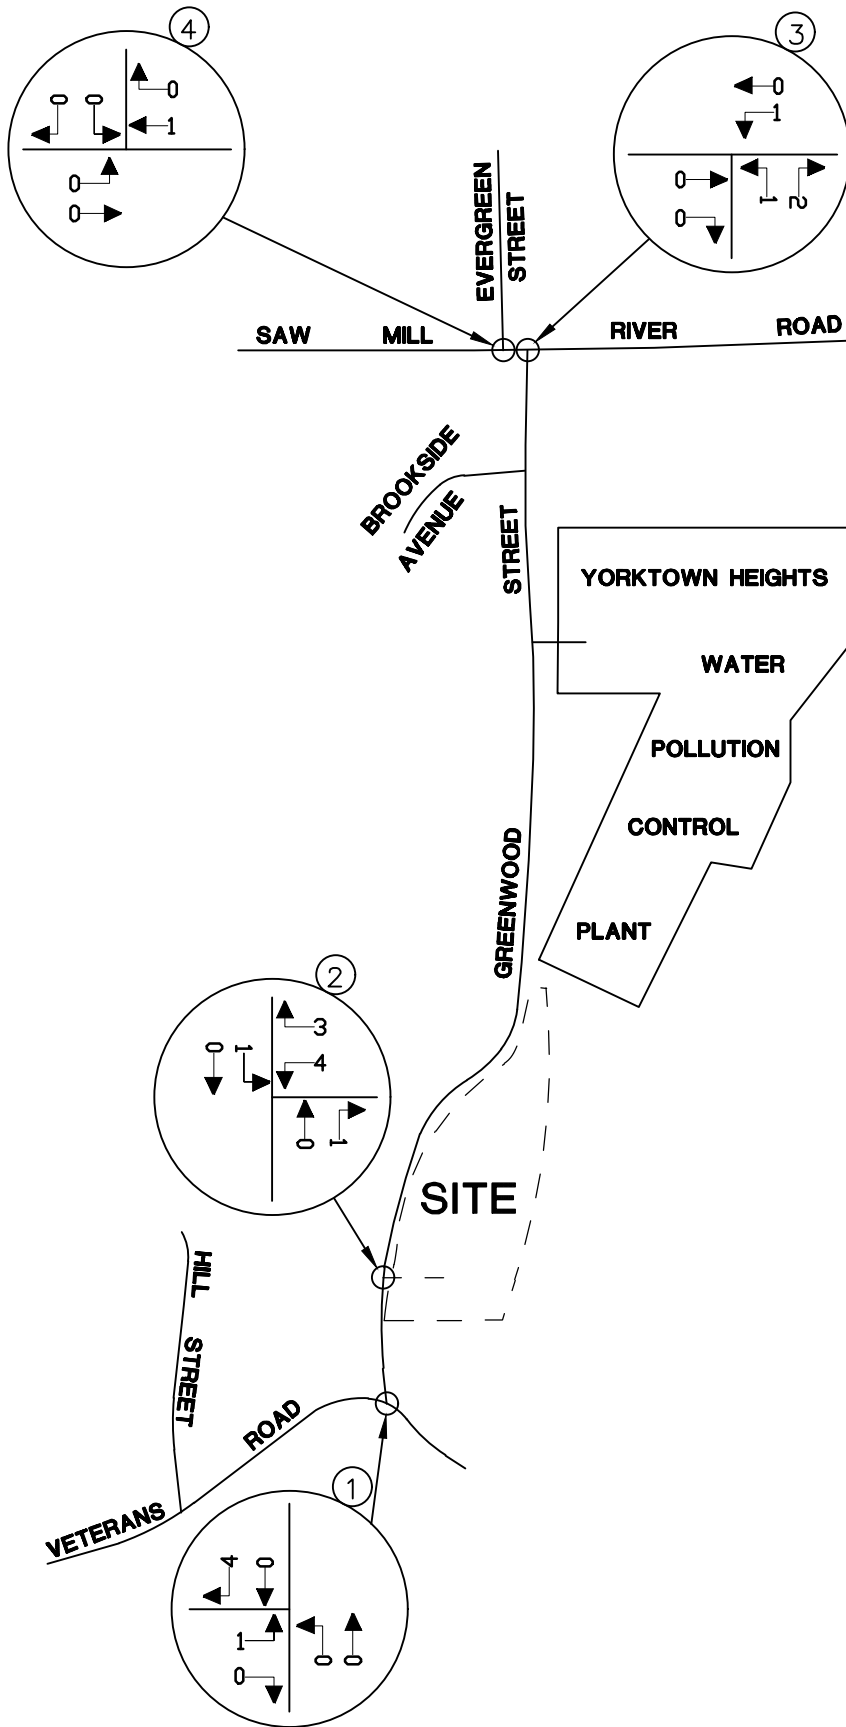 4
3
0
0
0
1
0
0
0
1
0
0
1
2
EVERGREEN
STREET
SAW MILL RIVER ROAD
BROOKSIDE
AVENUE
GREENWOOD STREET
YORKTOWN HEIGHTS
WATER
POLLUTION
CONTROL
PLANT
2
0
1
3
4
0
1
SITE
HILL STREET
VETERANS ROAD
1
4
0
1
0
0
0